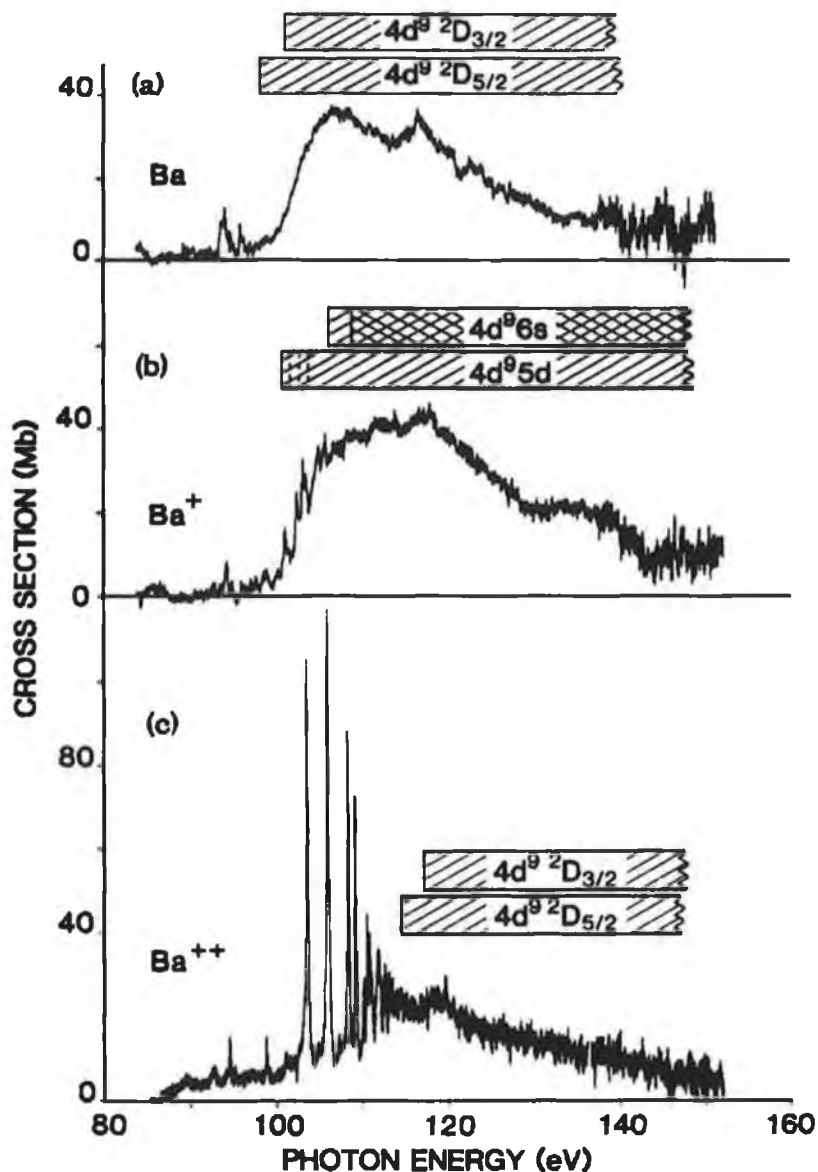 4d⁹ ²D₃/₂
4d⁹ ²D₅/₂
(a)
40
Ba
0
4d⁹6s
(b)
4d⁹5d
40
Ba⁺
0
CROSS SECTION (Mb)
(c)
80
4d⁹ ²D₃/₂
4d⁹ ²D₅/₂
40
Ba⁺⁺
0
80 100 120 140 160
PHOTON ENERGY (eV)